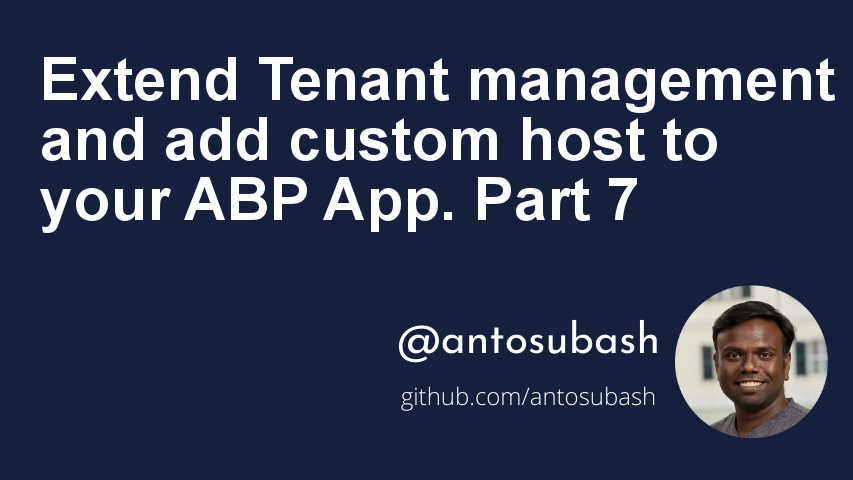 Extend Tenant management
and add custom host to
your ABP App. Part 7
@antosubash
github.com/antosubash